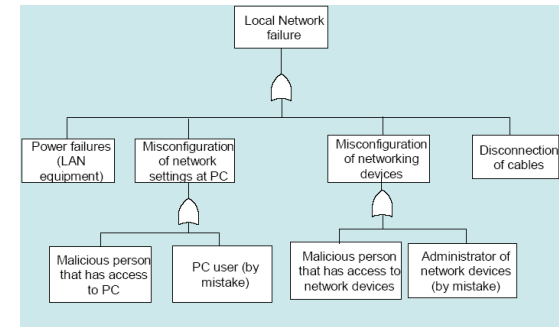 Local Network
failure
Power failures
(LAN
equipment)
Misconfiguration
of network
settings at PC
Misconfiguration
of networking
devices
Disconnection
of cables
Malicious person
that has access
to PC
PC user (by
mistake)
Malicious person
that has access to
network devices
Administrator of
network devices
(by mistake)